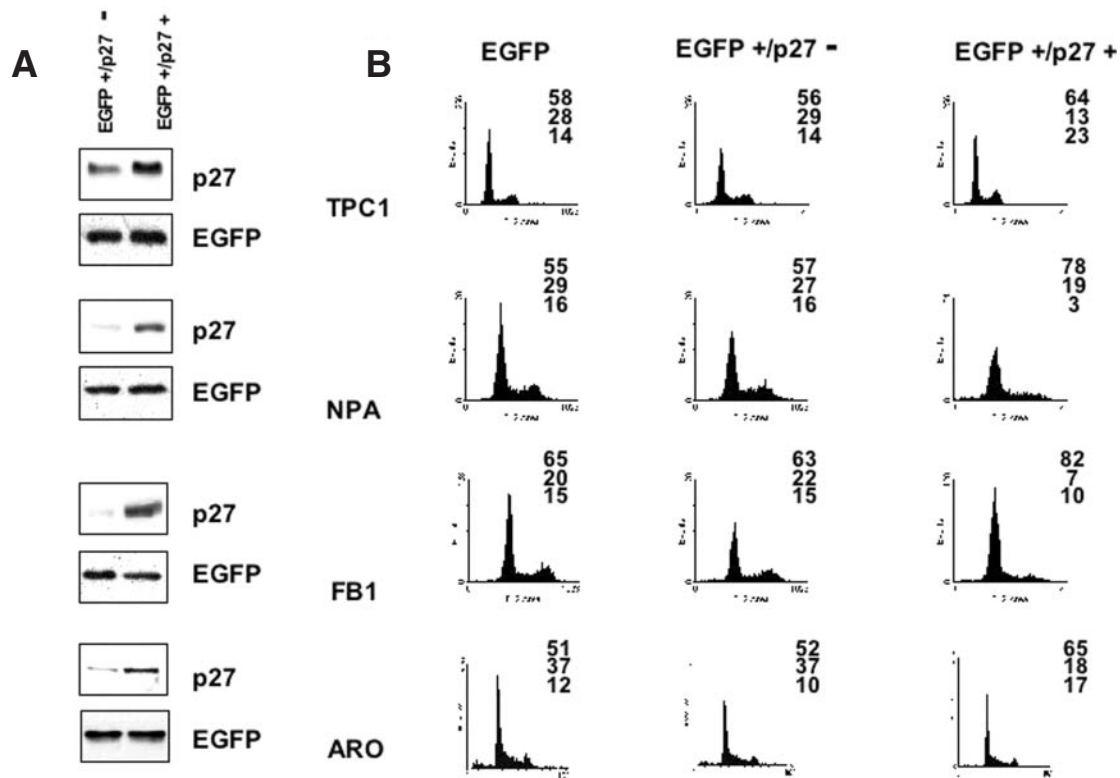 A
EGFP +/p27 -
EGFP +/p27 +
p27
EGFP
p27
EGFP
p27
EGFP
p27
EGFP
B
EGFP
EGFP +/p27 -
EGFP +/p27 +
TPC1
58
28
14
56
29
14
64
13
23
NPA
55
29
16
57
27
16
78
19
3
FB1
65
20
15
63
22
15
82
7
10
ARO
51
37
12
52
37
10
65
18
17